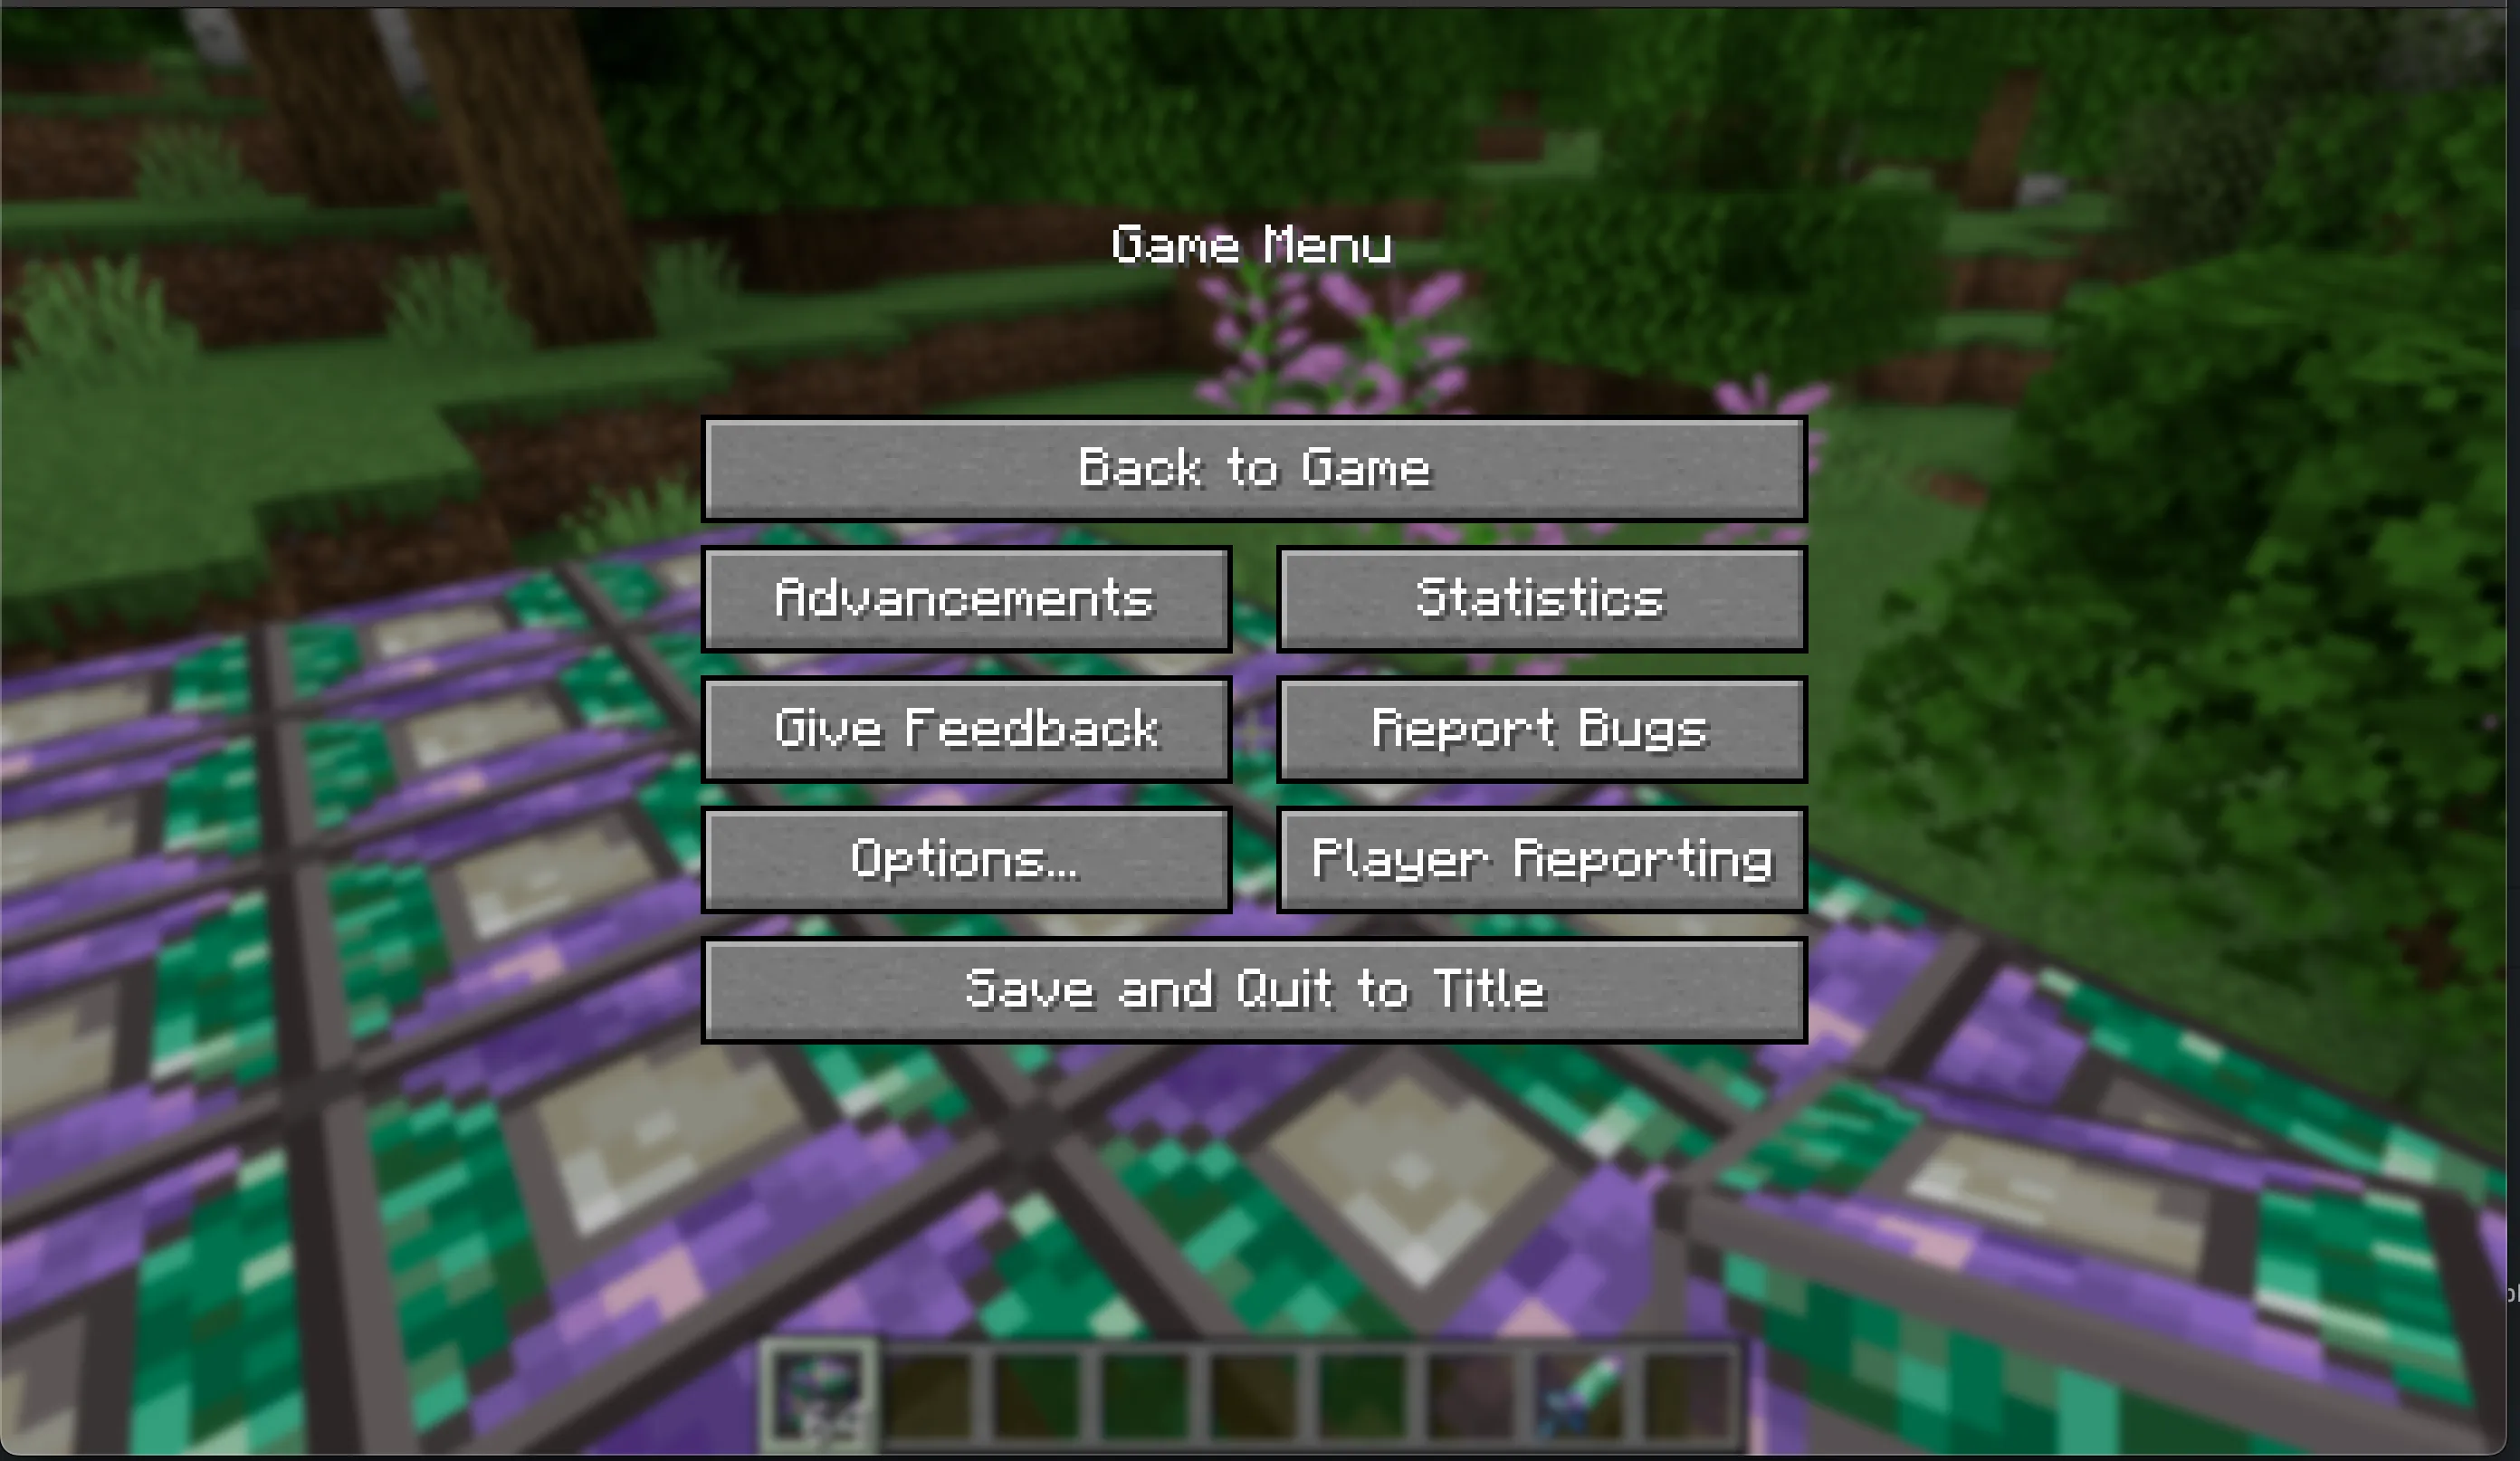 Game Menu
Back to Game
Advancements
Statistics
Give Feedback
Report Bugs
Options...
Player Reporting
Save and Quit to Title